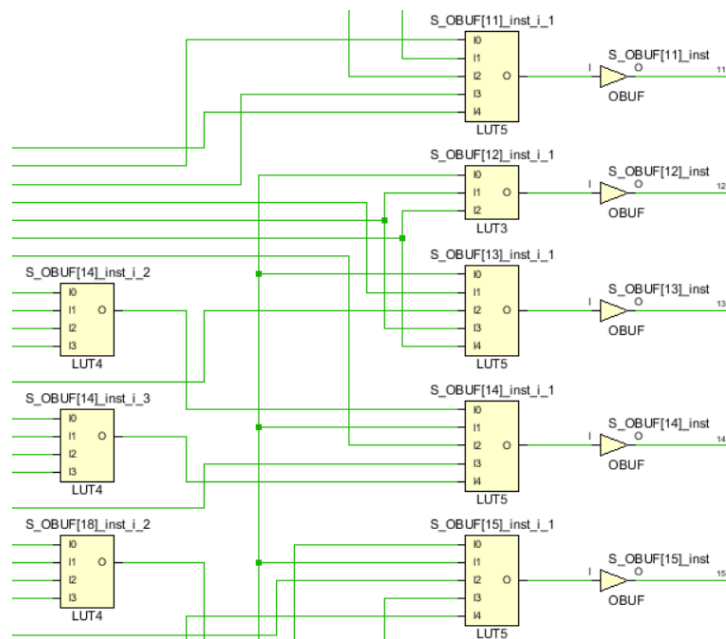 S_OBUF[11]_inst_i_1
I0
I1
I2
I3
I4
O
LUT5
S_OBUF[11]_inst
I
O
OBUF
11
S_OBUF[12]_inst_i_1
I0
I1
I2
O
LUT3
S_OBUF[12]_inst
I
O
OBUF
12
S_OBUF[13]_inst_i_1
I0
I1
I2
I3
I4
O
LUT5
S_OBUF[13]_inst
I
O
OBUF
13
S_OBUF[14]_inst_i_2
I0
I1
I2
I3
O
LUT4
S_OBUF[14]_inst_i_3
I0
I1
I2
I3
O
LUT4
S_OBUF[14]_inst_i_1
I0
I1
I2
I3
I4
O
LUT5
S_OBUF[14]_inst
I
O
OBUF
14
S_OBUF[18]_inst_i_2
I0
I1
I2
I3
O
LUT4
S_OBUF[15]_inst_i_1
I0
I1
I2
I3
I4
O
LUT5
S_OBUF[15]_inst
I
O
OBUF
15